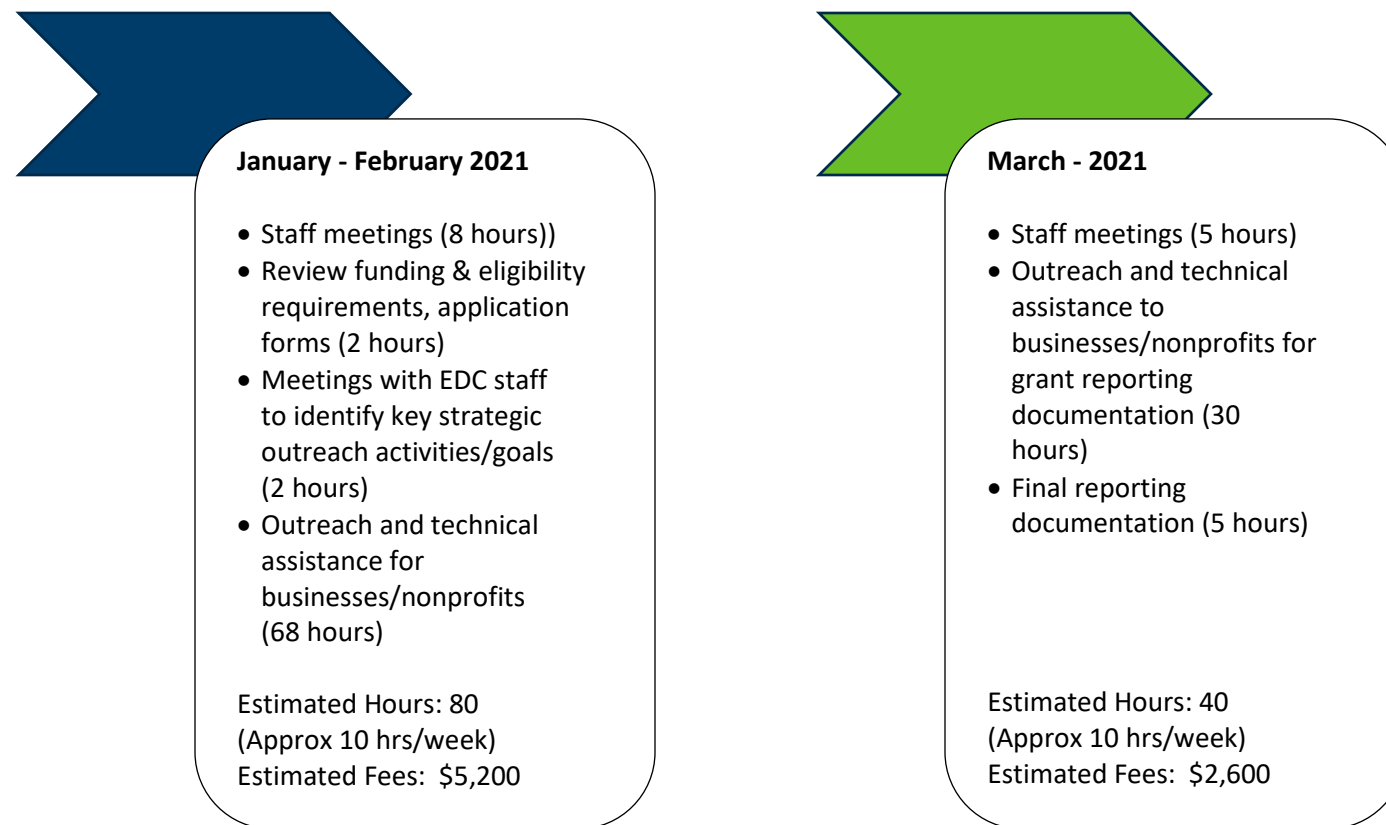 January - February 2021
• Staff meetings (8 hours))
• Review funding & eligibility
requirements, application
forms (2 hours)
• Meetings with EDC staff
to identify key strategic
outreach activities/goals
(2 hours)
• Outreach and technical
assistance for
businesses/nonprofits
(68 hours)
Estimated Hours: 80
(Approx 10 hrs/week)
Estimated Fees:  $5,200
March - 2021
• Staff meetings (5 hours)
• Outreach and technical
assistance to
businesses/nonprofits for
grant reporting
documentation (30
hours)
• Final reporting
documentation (5 hours)
Estimated Hours: 40
(Approx 10 hrs/week)
Estimated Fees:  $2,600